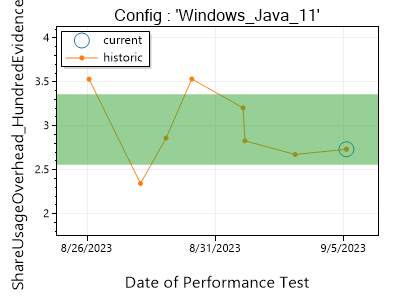 Config : 'Windows_Java_11'
ShareUsageOverhead_HundredEvidence
current
historic
4
3.5
3
2.5
2
8/26/2023 8/31/2023 9/5/2023
Date of Performance Test